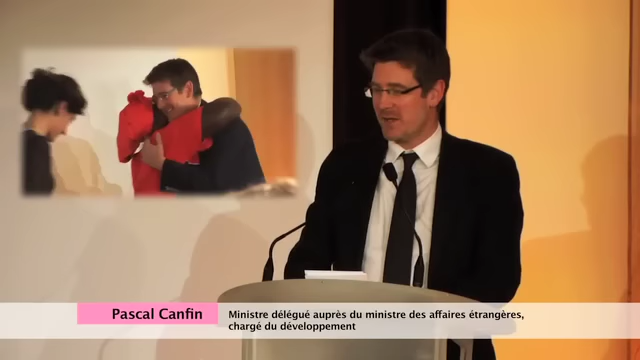 Pascal Canfin
Ministre délégué auprès du ministre des affaires étrangères,
chargé du développement